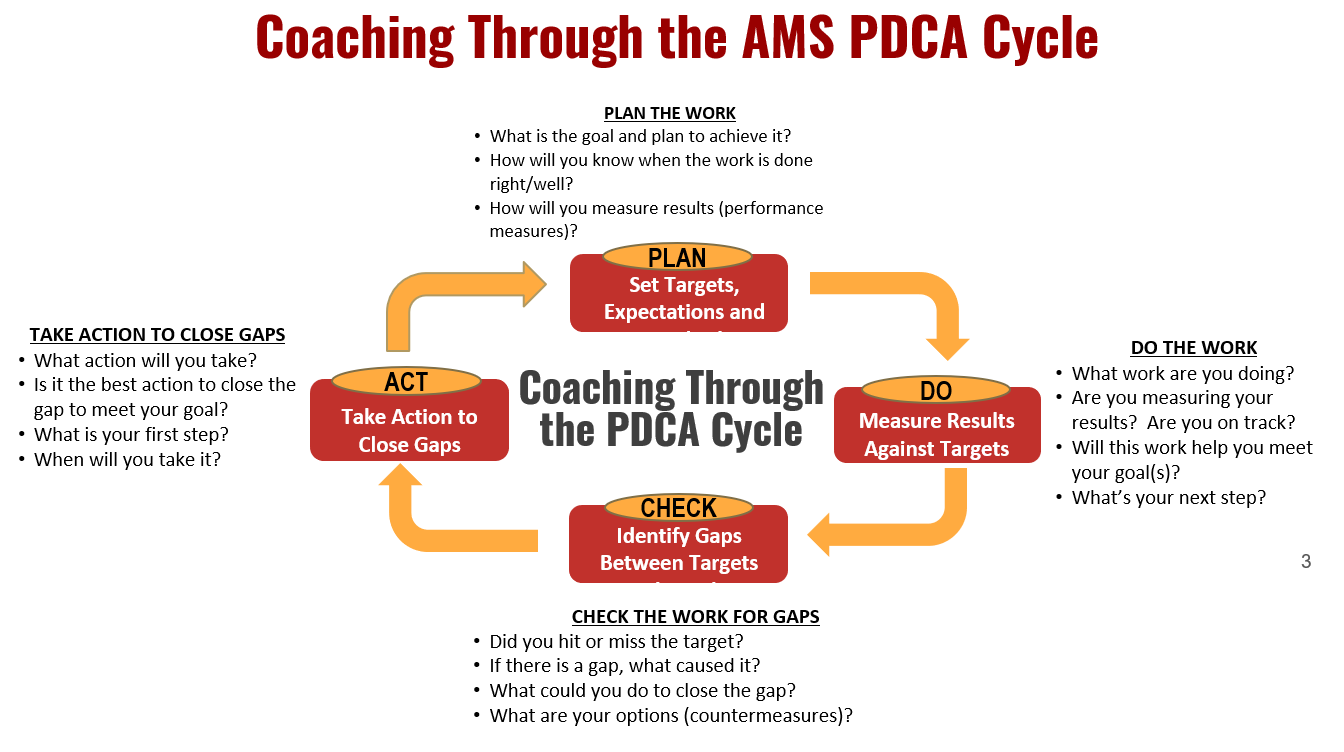 Coaching Through the AMS PDCA Cycle
PLAN THE WORK
• What is the goal and plan to achieve it?
• How will you know when the work is done
right/well?
• How will you measure results (performance
measures)?
PLAN
Set Targets,
Expectations and
TAKE ACTION TO CLOSE GAPS
• What action will you take?
• Is it the best action to close the
gap to meet your goal?
• What is your first step?
• When will you take it?
ACT
Take Action to
Close Gaps
Coaching Through
the PDCA Cycle
DO
Measure Results
Against Targets
DO THE WORK
• What work are you doing?
• Are you measuring your
results?  Are you on track?
• Will this work help you meet
your goal(s)?
• What’s your next step?
CHECK
Identify Gaps
Between Targets
3
CHECK THE WORK FOR GAPS
• Did you hit or miss the target?
• If there is a gap, what caused it?
• What could you do to close the gap?
• What are your options (countermeasures)?